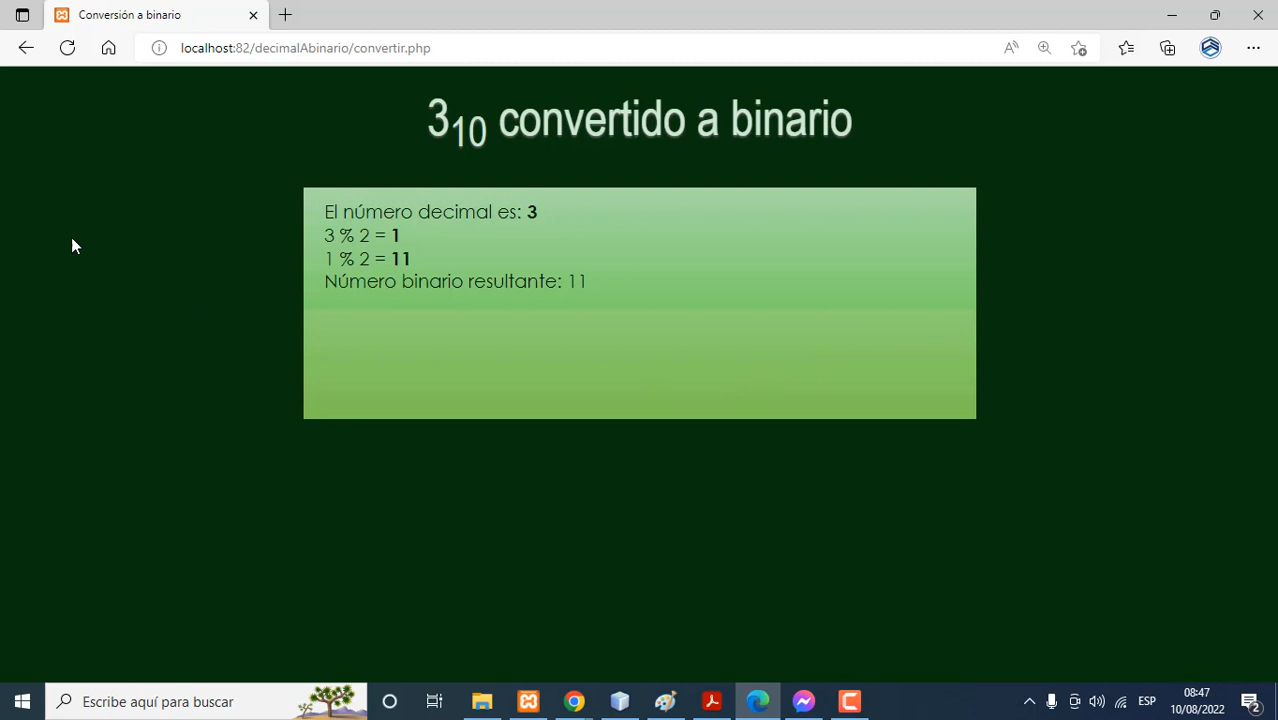 Conversión a binario
localhost:82/decimalAbinario/convertir.php
3₁₀ convertido a binario
El número decimal es: 3
3 % 2 = 1
1 % 2 = 11
Número binario resultante: 11
Escribe aquí para buscar
ESP
08:47
10/08/2022
2